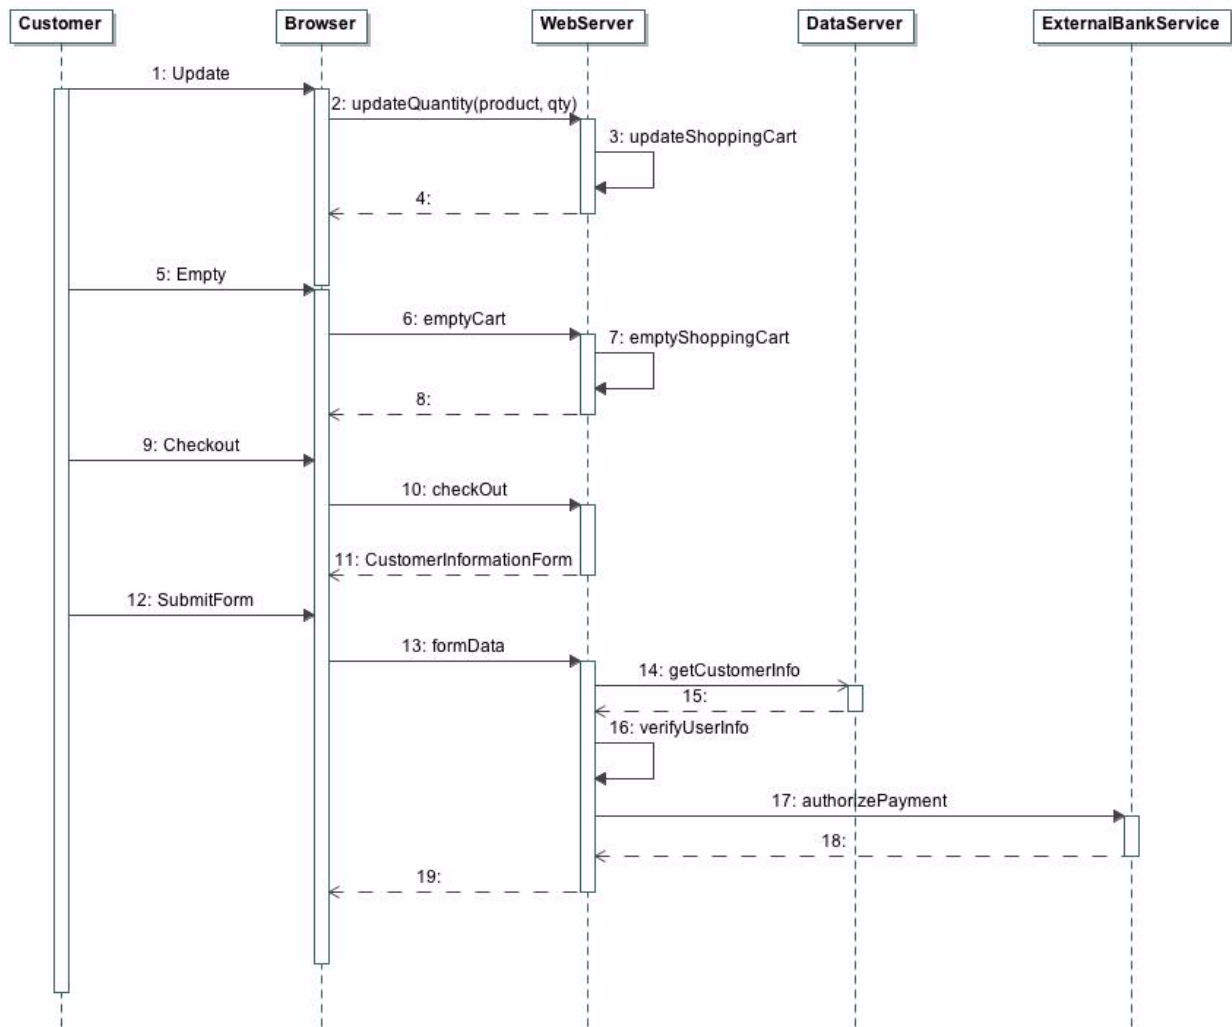 Customer
Browser
WebServer
DataServer
ExternalBankService
1: Update
2: updateQuantity(product, qty)
3: updateShoppingCart
4:
5: Empty
6: emptyCart
7: emptyShoppingCart
8:
9: Checkout
10: checkOut
11: CustomerInformationForm
12: SubmitForm
13: formData
14: getCustomerInfo
15:
16: verifyUserInfo
17: authorizePayment
18:
19: